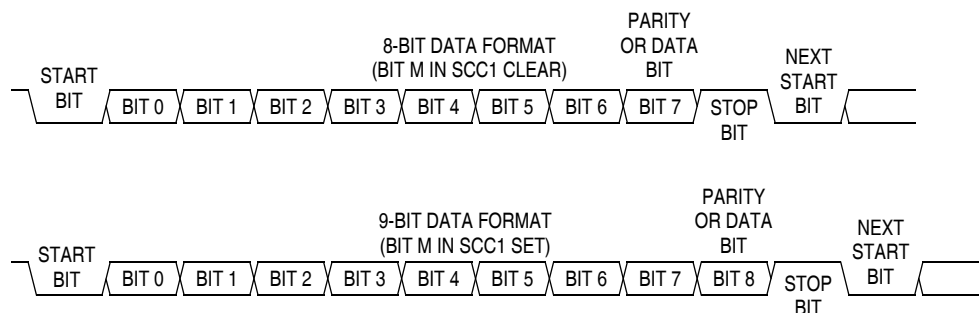 8-BIT DATA FORMAT
(BIT M IN SCC1 CLEAR)
PARITY
OR DATA
BIT
START
BIT
BIT 0
BIT 1
BIT 2
BIT 3
BIT 4
BIT 5
BIT 6
BIT 7
STOP
BIT
NEXT
START
BIT
9-BIT DATA FORMAT
(BIT M IN SCC1 SET)
PARITY
OR DATA
BIT
START
BIT
BIT 0
BIT 1
BIT 2
BIT 3
BIT 4
BIT 5
BIT 6
BIT 7
BIT 8
STOP
BIT
NEXT
START
BIT